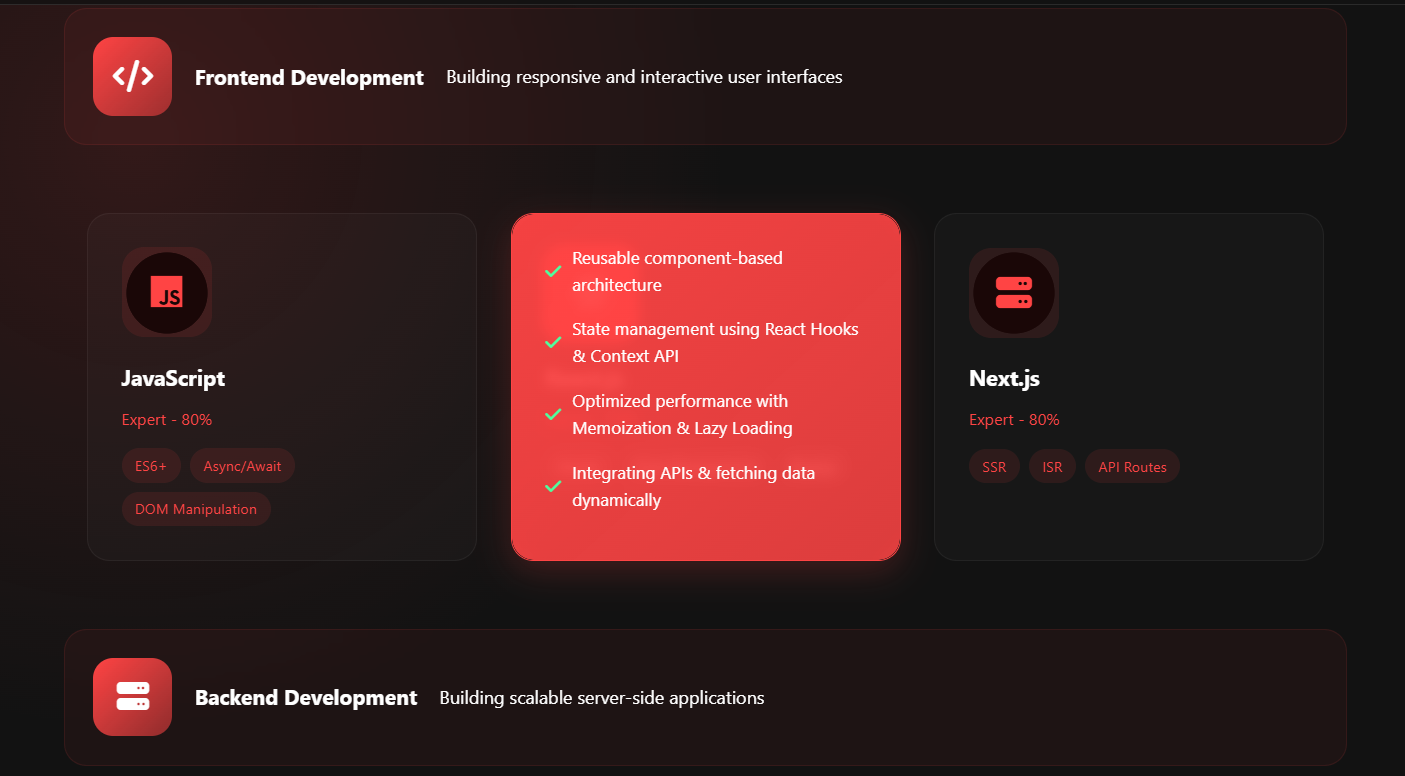 Frontend Development Building responsive and interactive user interfaces
JS
JavaScript
Expert - 80%
ES6+ Async/Await
DOM Manipulation
Reusable component-based
architecture
State management using React Hooks
& Context API
Optimized performance with
Memoization & Lazy Loading
Integrating APIs & fetching data
dynamically
Next.js
Expert - 80%
SSR ISR API Routes
Backend Development Building scalable server-side applications